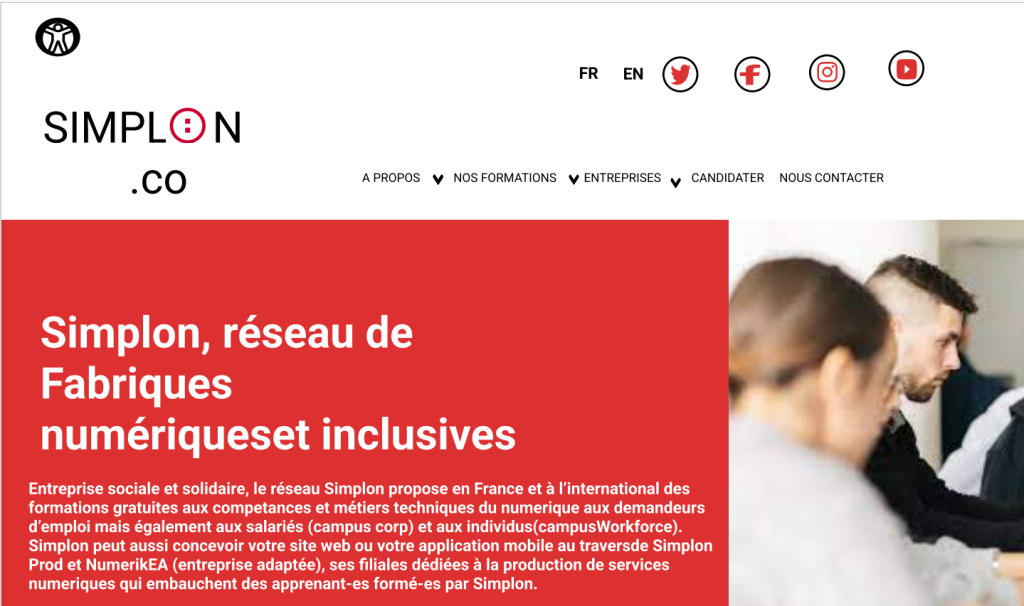 FR EN
SIMPL N
.co
A PROPOS NOS FORMATIONS ENTREPRISES CANDIDATER NOUS CONTACTER
Simplon, réseau de
Fabriques
numériqueset inclusives
Entreprise sociale et solidaire, le réseau Simplon propose en France et à l’international des
formations gratuites aux competances et métiers techniques du numerique aux demandeurs
d’emploi mais également aux salariés (campus corp) et aux individus(campusWorkforce).
Simplon peut aussi concevoir votre site web ou votre application mobile au traversde Simplon
Prod et NumerikEA (entreprise adaptée), ses filiales dédiées à la production de services
numeriques qui embauchent des apprenant-es formé-es par Simplon.